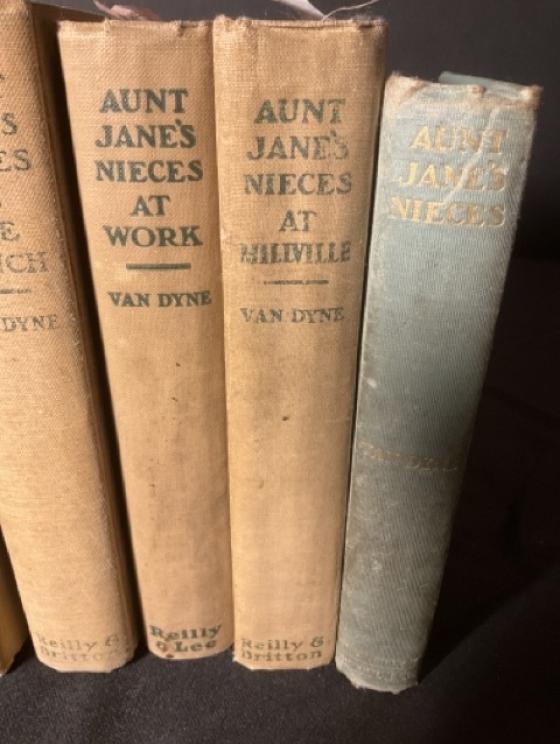 DYNE
Reilly &
Britton
AUNT
JANE'S
NIECES
AT
WORK
VAN DYNE
Reilly
& Lee
AUNT
JANE'S
NIECES
AT
MILLVILLE
VAN DYNE
Reilly &
Britton
AUNT
JANE'S
NIECES